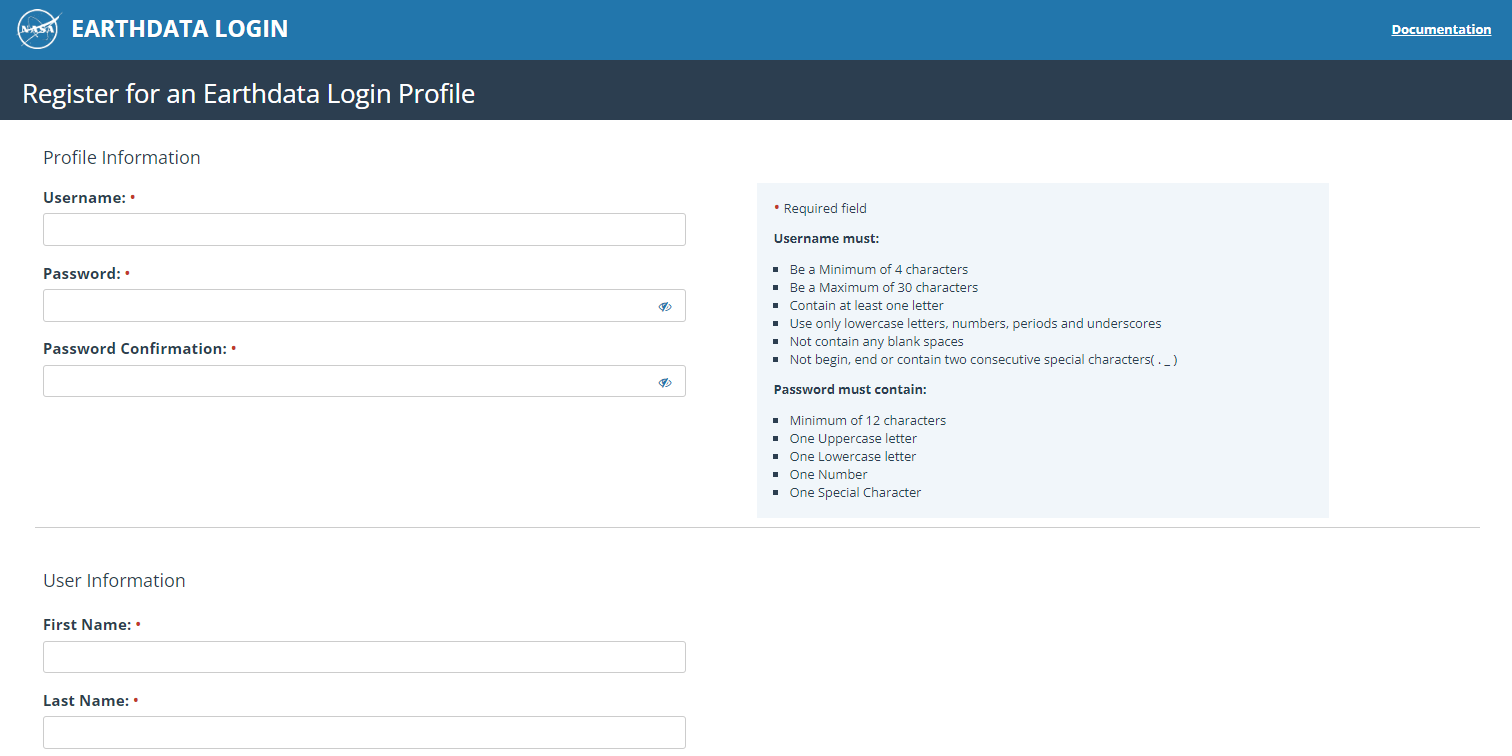 NASA EARTHDATA LOGIN
Documentation
Register for an Earthdata Login Profile
Profile Information
Username: •
Password: •
Password Confirmation: •
• Required field
Username must:
▪ Be a Minimum of 4 characters
▪ Be a Maximum of 30 characters
▪ Contain at least one letter
▪ Use only lowercase letters, numbers, periods and underscores
▪ Not contain any blank spaces
▪ Not begin, end or contain two consecutive special characters( . _ )
Password must contain:
▪ Minimum of 12 characters
▪ One Uppercase letter
▪ One Lowercase letter
▪ One Number
▪ One Special Character
User Information
First Name: •
Last Name: •